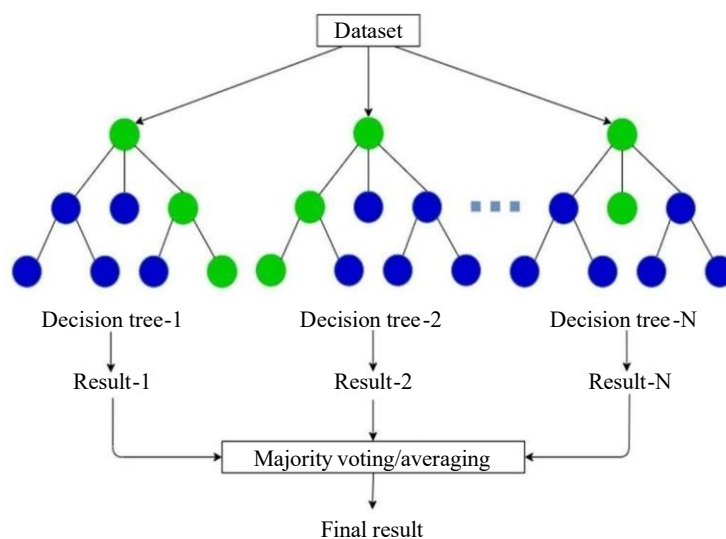 Dataset
Decision tree-1
Decision tree-2
Decision tree-N
Result-1
Result-2
Result-N
Majority voting/averaging
Final result